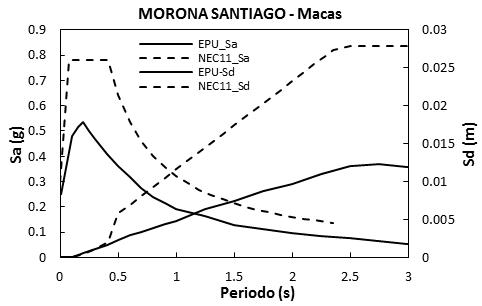 MORONA SANTIAGO - Macas
EPU_Sa
NEC11_Sa
EPU-Sd
NEC11_Sd
Sa (g)
0.9
0.8
0.7
0.6
0.5
0.4
0.3
0.2
0.1
0
0.03
0.025
0.02
0.015
0.01
0.005
0
Sd (m)
0 0.5 1 1.5 2 2.5 3
Periodo (s)